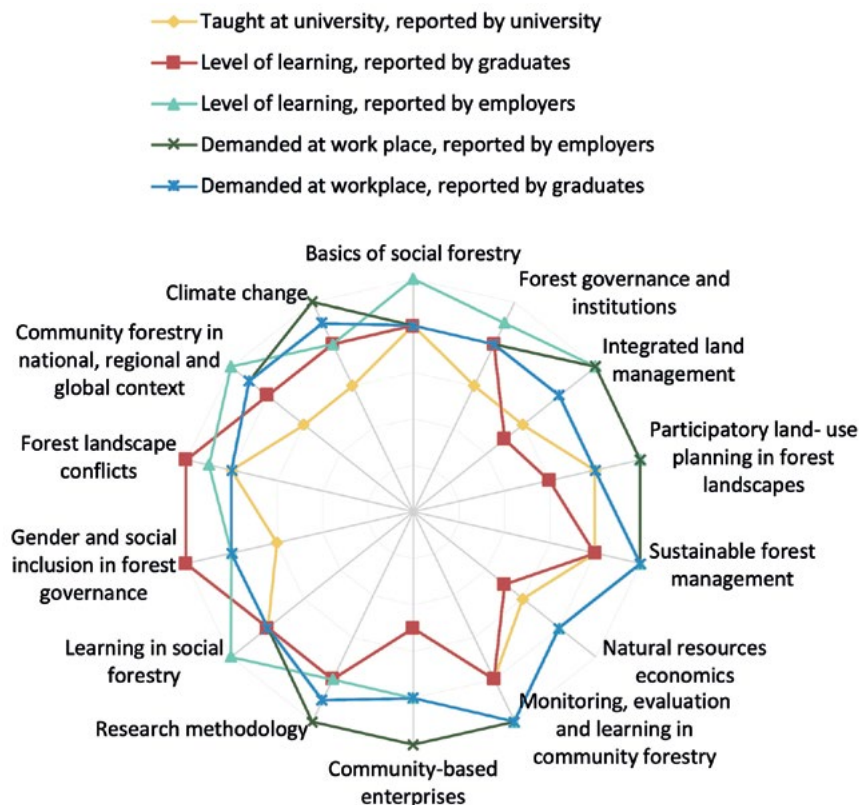 Taught at university, reported by university
Level of learning, reported by graduates
Level of learning, reported by employers
Demanded at work place, reported by employers
Demanded at workplace, reported by graduates
Basics of social forestry
Forest governance and
institutions
Integrated land
management
Participatory land- use
planning in forest
landscapes
Sustainable forest
management
Natural resources
economics
Monitoring, evaluation
and learning in
community forestry
Community-based
enterprises
Research methodology
Learning in social
forestry
Gender and social
inclusion in forest
governance
Forest landscape
conflicts
Community forestry in
national, regional and
global context
Climate change